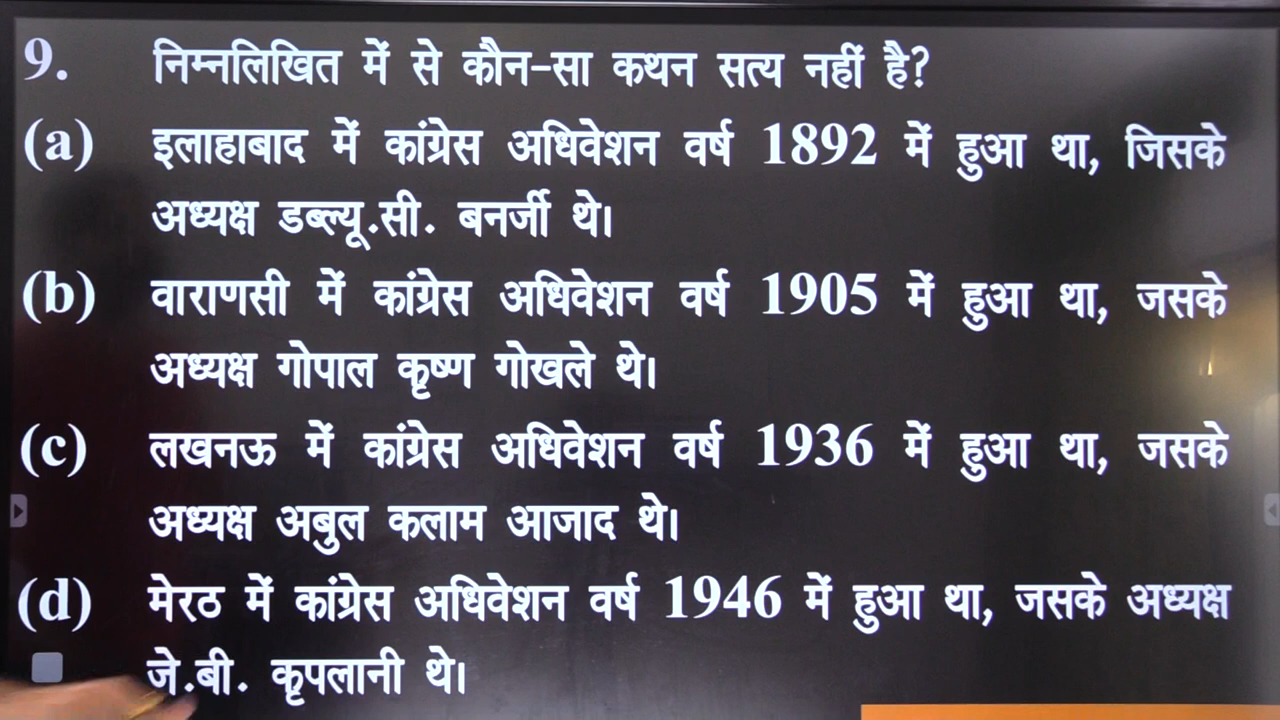 9. निम्नलिखित में से कौन-सा कथन सत्य नहीं है?
(a) इलाहाबाद में कांग्रेस अधिवेशन वर्ष 1892 में हुआ था, जिसके
अध्यक्ष डब्ल्यू.सी. बनर्जी थे।
(b) वाराणसी में कांग्रेस अधिवेशन वर्ष 1905 में हुआ था, जसके
अध्यक्ष गोपाल कृष्ण गोखले थे।
(c) लखनऊ में कांग्रेस अधिवेशन वर्ष 1936 में हुआ था, जसके
अध्यक्ष अबुल कलाम आजाद थे।
(d) मेरठ में कांग्रेस अधिवेशन वर्ष 1946 में हुआ था, जसके अध्यक्ष
जे.बी. कृपलानी थे।